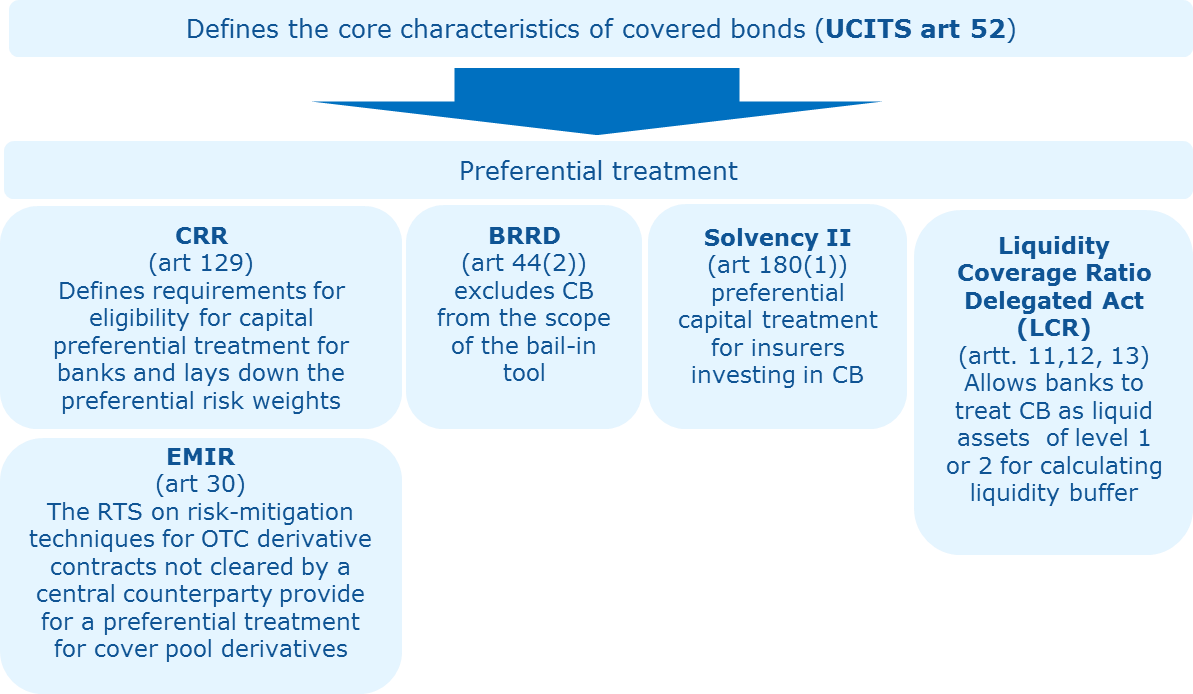 Defines the core characteristics of covered bonds (UCITS art 52)
Preferential treatment
CRR
(art 129)
Defines requirements for
eligibility for capital
preferential treatment for
banks and lays down the
preferential risk weights
BRRD
(art 44(2))
excludes CB
from the scope
of the bail-in
tool
Solvency II
(art 180(1))
preferential
capital treatment
for insurers
investing in CB
Liquidity
Coverage Ratio
Delegated Act
(LCR)
(artt. 11,12, 13)
Allows banks to
treat CB as liquid
assets  of level 1
or 2 for calculating
liquidity buffer
EMIR
(art 30)
The RTS on risk-mitigation
techniques for OTC derivative
contracts not cleared by a
central counterparty provide
for a preferential treatment
for cover pool derivatives